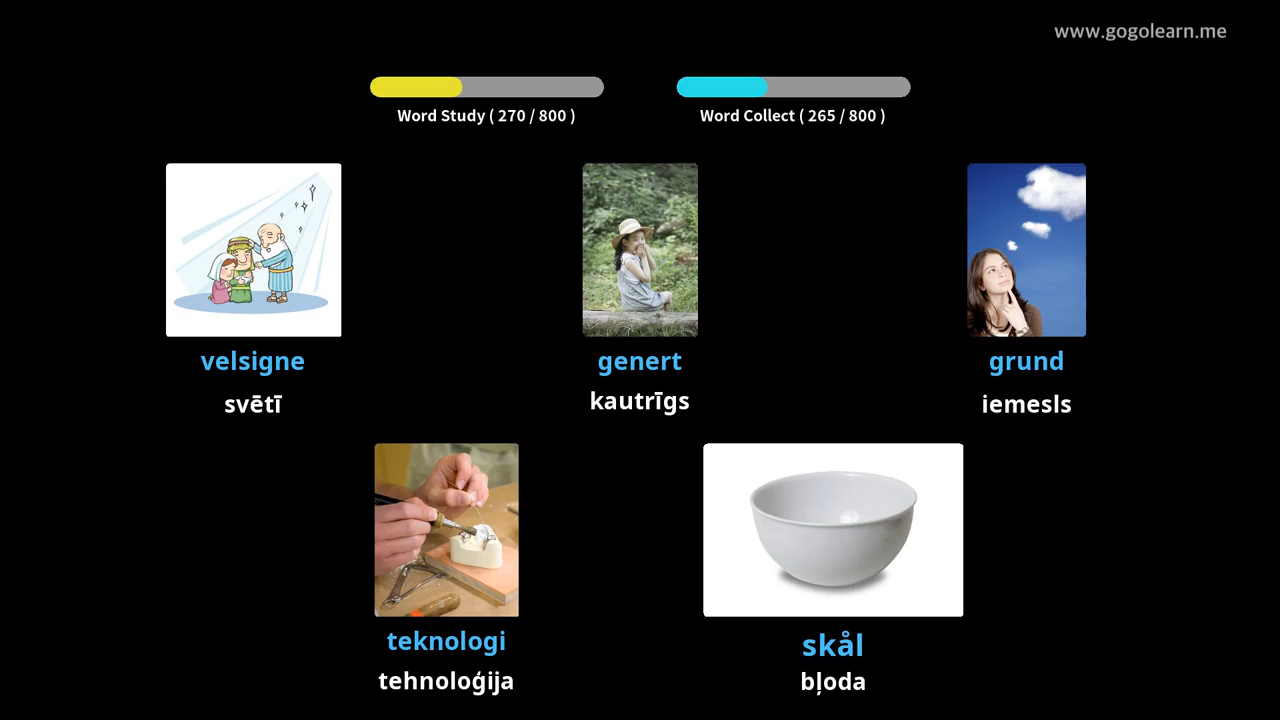 www.gogolearn.me
Word Study ( 270 / 800 )
Word Collect ( 265 / 800 )
velsigne
svētī
genert
kautrīgs
grund
iemesls
teknologi
tehnoloģija
skål
bļoda